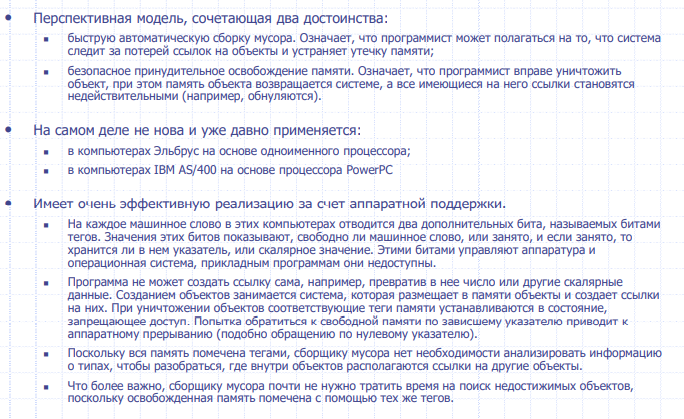 Перспективная модель, сочетающая два достоинства:
быструю автоматическую сборку мусора. Означает, что программист может полагаться на то, что система
следит за потерей ссылок на объекты и устраняет утечку памяти;
безопасное принудительное освобождение памяти. Означает, что программист вправе уничтожить
объект, при этом память объекта возвращается системе, а все имеющиеся на него ссылки становятся
недействительными (например, обнуляются).
На самом деле не нова и уже давно применяется:
в компьютерах Эльбрус на основе одноименного процессора;
в компьютерах IBM AS/400 на основе процессора PowerPC
Имеет очень эффективную реализацию за счет аппаратной поддержки.
На каждое машинное слово в этих компьютерах отводится два дополнительных бита, называемых битами
тегов. Значения этих битов показывают, свободно ли машинное слово, или занято, и если занято, то
хранится ли в нем указатель, или скалярное значение. Этими битами управляют аппаратура и
операционная система, прикладным программам они недоступны.
Программа не может создать ссылку сама, например, превратив в нее число или другие скалярные
данные. Созданием объектов занимается система, которая размещает в памяти объекты и создает ссылки
на них. При уничтожении объектов соответствующие теги памяти устанавливаются в состояние,
запрещающее доступ. Попытка обратиться к свободной памяти по зависшему указателю приводит к
аппаратному прерыванию (подобно обращению по нулевому указателю).
Поскольку вся память помечена тегами, сборщику мусора нет необходимости анализировать информацию
о типах, чтобы разобраться, где внутри объектов располагаются ссылки на другие объекты.
Что более важно, сборщику мусора почти не нужно тратить время на поиск недостижимых объектов,
поскольку освобожденная память помечена с помощью тех же тегов.